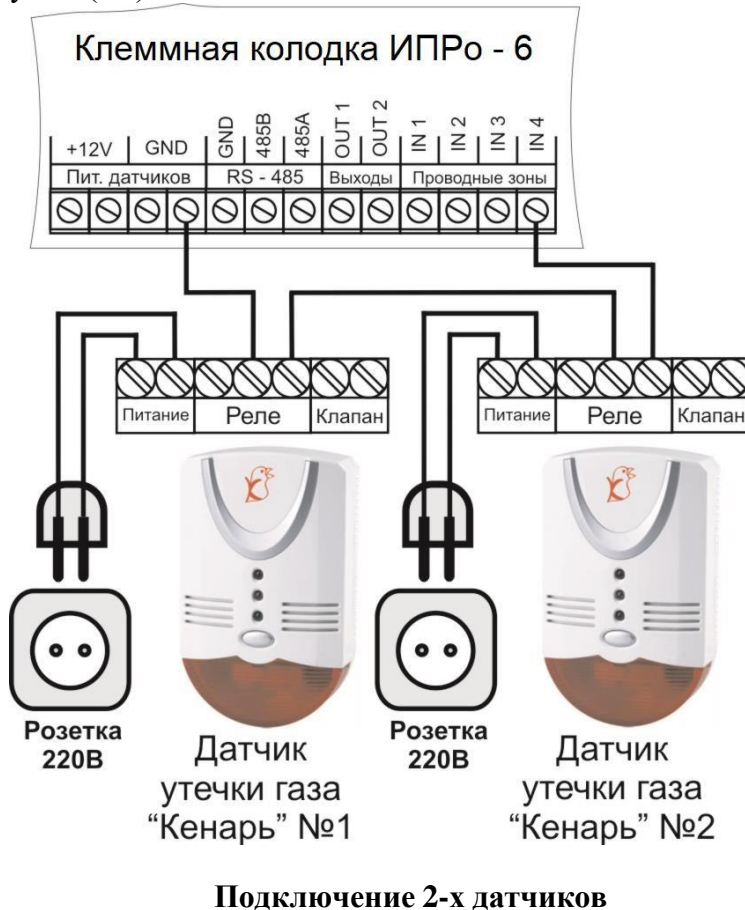 Клеммная колодка ИПРо - 6
+12V GND GND 485B 485A OUT 1 OUT 2 IN 1 IN 2 IN 3 IN 4
Пит. датчиков RS - 485 Выходы Проводные зоны
Питание Реле Клапан
Питание Реле Клапан
Розетка
220В
Датчик
утечки газа
“Кенарь” №1
Розетка
220В
Датчик
утечки газа
“Кенарь” №2
Подключение 2-х датчиков